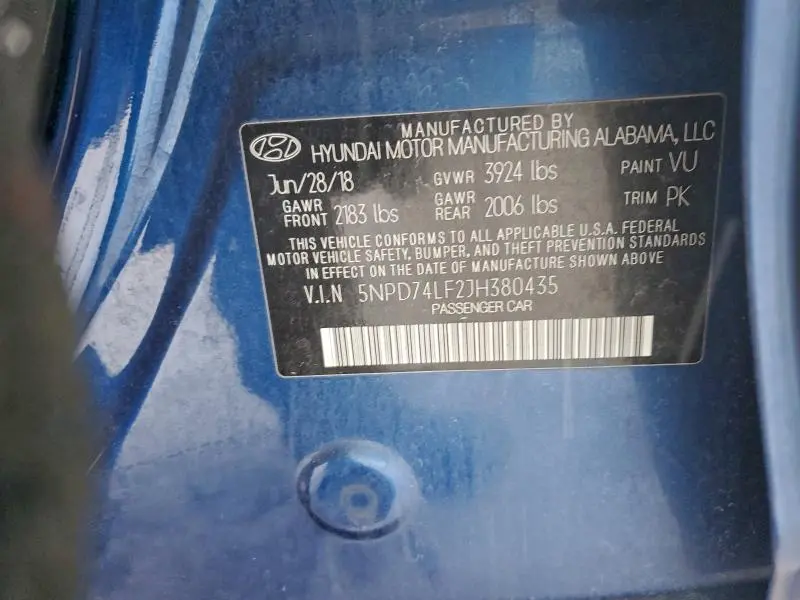 MANUFACTURED BY
HYUNDAI MOTOR MANUFACTURING ALABAMA, LLC
Jun/28/18 GVWR 3924 lbs PAINT VU
GAWR FRONT 2183 lbs GAWR REAR 2006 lbs TRIM PK
THIS VEHICLE CONFORMS TO ALL APPLICABLE U.S.A. FEDERAL
MOTOR VEHICLE SAFETY, BUMPER, AND THEFT PREVENTION STANDARDS
IN EFFECT ON THE DATE OF MANUFACTURE SHOWN ABOVE
V.I.N 5NPD74LF2JH380435
PASSENGER CAR